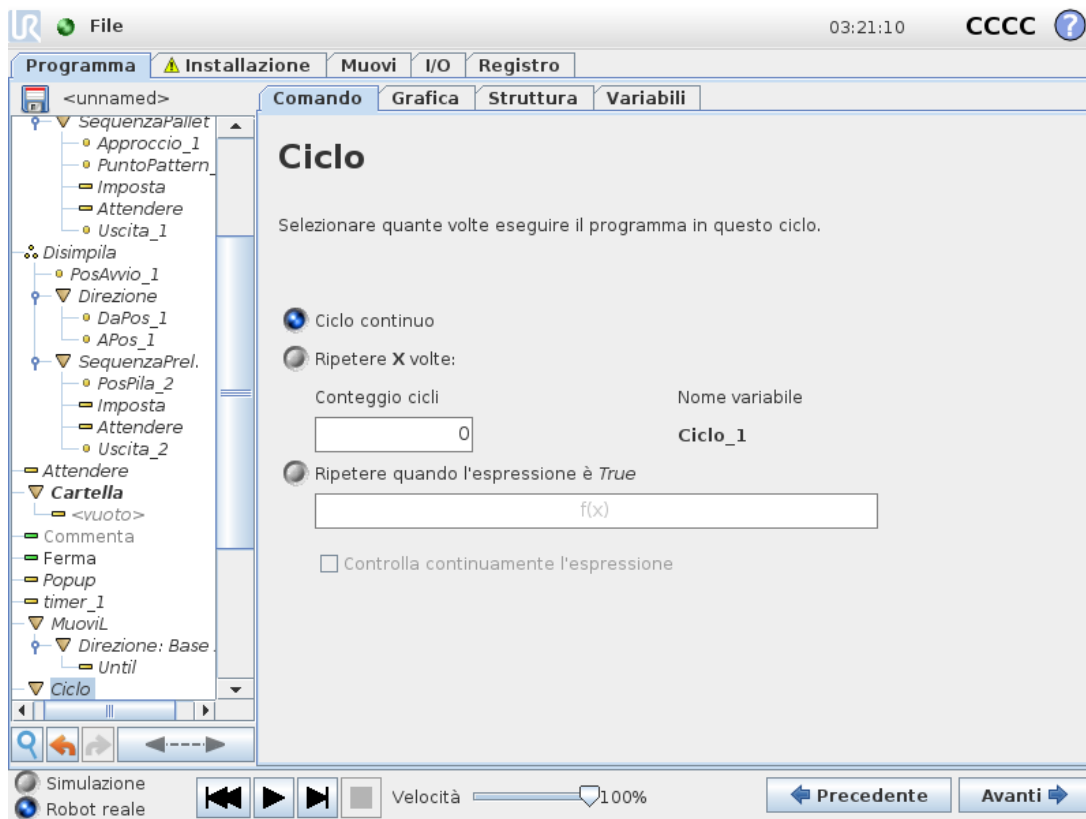 UR File 03:21:10 CCCC ?
Programma Installazione Muovi I/O Registro
<unnamed>
Comando Grafica Struttura Variabili
SequenzaPallet
Approccio_1
PuntoPattern_
Imposta
Attendere
Uscita_1
Disimpila
PosAvvio_1
Direzione
DaPos_1
APos_1
SequenzaPrel.
PosPila_2
Imposta
Attendere
Uscita_2
Attendere
Cartella
<vuoto>
Commenta
Ferma
Popup
timer_1
MuoviL
Direzione: Base .
Until
Ciclo
Ciclo
Selezionare quante volte eseguire il programma in questo ciclo.
Ciclo continuo
Ripetere X volte:
Conteggio cicli Nome variabile
0 Ciclo_1
Ripetere quando l'espressione è True
f(x)
Controlla continuamente l'espressione
Simulazione
Robot reale
Velocità 100%
Precedente Avanti